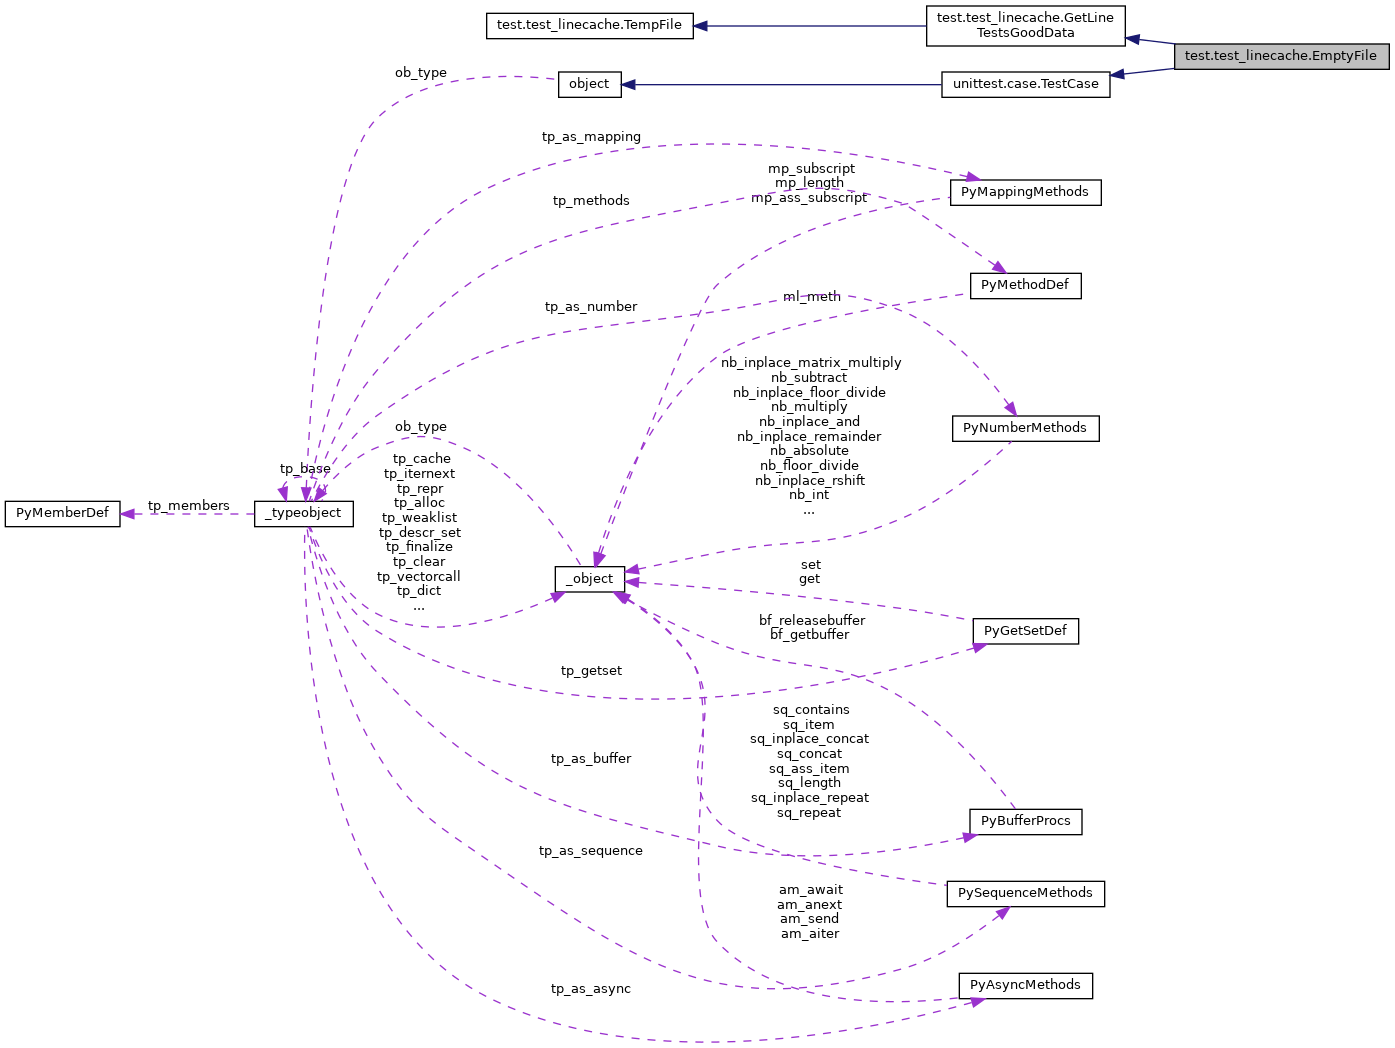 test.test_linecache.TempFile
test.test_linecache.GetLine
TestsGoodData
test.test_linecache.EmptyFile
ob_type
object
unittest.case.TestCase
tp_as_mapping
mp_subscript
mp_length
mp_ass_subscript
PyMappingMethods
tp_methods
PyMethodDef
tp_as_number
ml_meth
nb_inplace_matrix_multiply
nb_subtract
nb_inplace_floor_divide
nb_multiply
nb_inplace_and
nb_inplace_remainder
nb_absolute
nb_floor_divide
nb_inplace_rshift
nb_int
...
PyNumberMethods
ob_type
tp_base
tp_cache
tp_iternext
tp_repr
tp_alloc
tp_weaklist
tp_descr_set
tp_finalize
tp_clear
tp_vectorcall
tp_dict
...
PyMemberDef
tp_members
_typeobject
_object
set
get
PyGetSetDef
bf_releasebuffer
bf_getbuffer
tp_getset
sq_contains
sq_item
sq_inplace_concat
sq_concat
sq_ass_item
sq_length
sq_inplace_repeat
sq_repeat
tp_as_buffer
PyBufferProcs
tp_as_sequence
PySequenceMethods
am_await
am_anext
am_send
am_aiter
tp_as_async
PyAsyncMethods